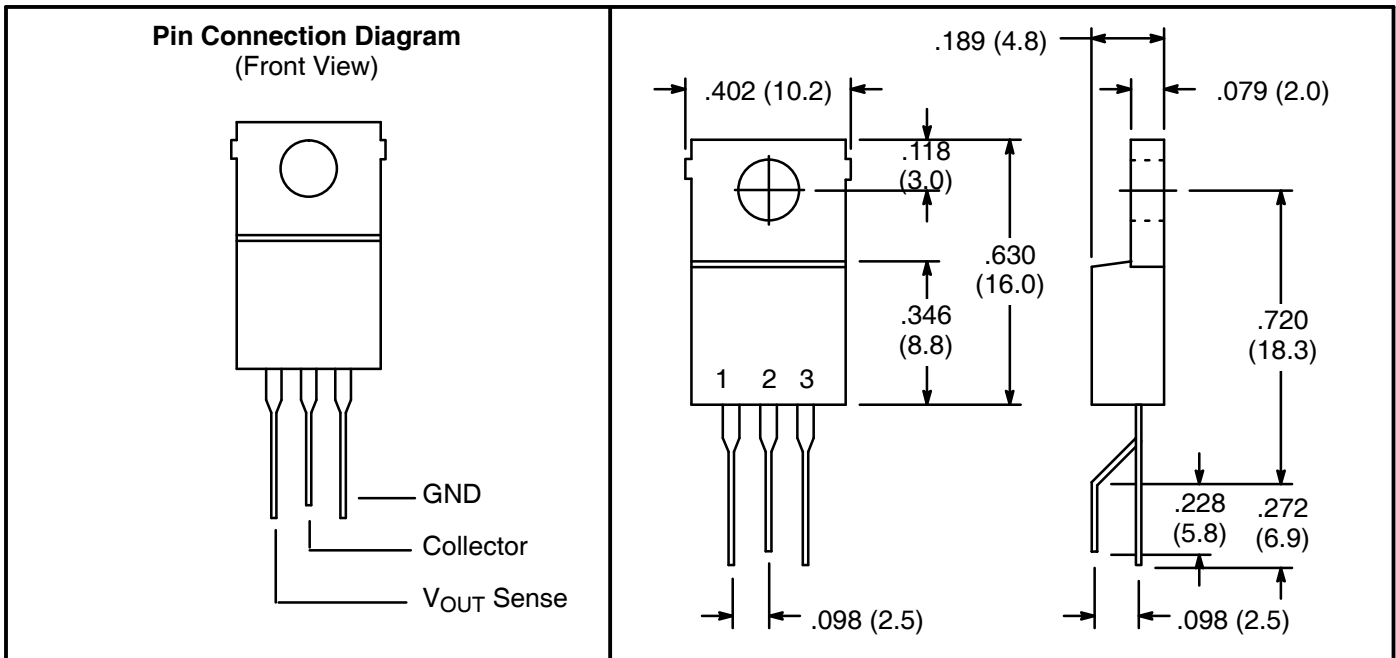 Pin Connection Diagram
(Front View)
GND
Collector
VOUT Sense
.189 (4.8)
.402 (10.2)
.079 (2.0)
.118
(3.0)
.630
(16.0)
.346
(8.8)
.720
(18.3)
1 2 3
.228
(5.8)
.272
(6.9)
.098 (2.5)
.098 (2.5)